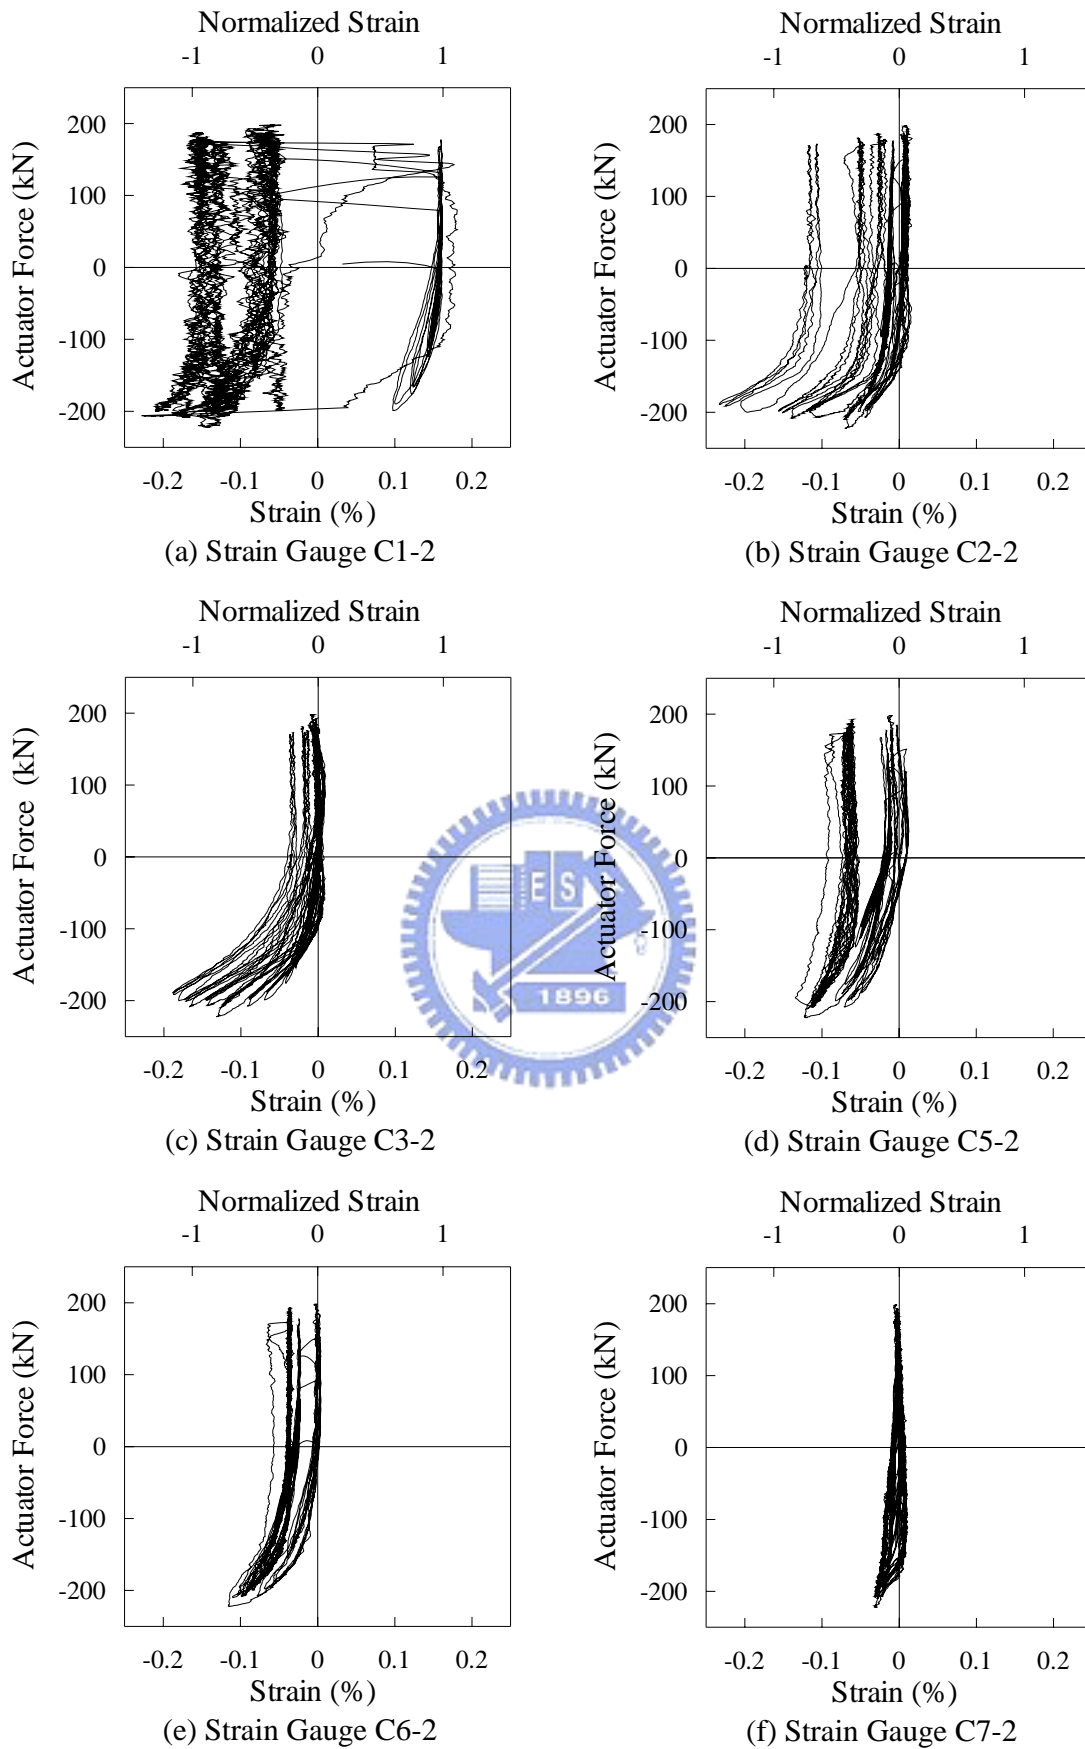 Normalized Strain
-1 0 1
Actuator Force (kN)
200
100
0
-100
-200
-0.2 -0.1 0 0.1 0.2
Strain (%)
(a) Strain Gauge C1-2
Normalized Strain
-1 0 1
Actuator Force (kN)
200
100
0
-100
-200
-0.2 -0.1 0 0.1 0.2
Strain (%)
(b) Strain Gauge C2-2
Normalized Strain
-1 0 1
Actuator Force (kN)
200
100
0
-100
-200
-0.2 -0.1 0 0.1 0.2
Strain (%)
(c) Strain Gauge C3-2
Normalized Strain
-1 0 1
Actuator Force (kN)
200
100
0
-100
-200
-0.2 -0.1 0 0.1 0.2
Strain (%)
(d) Strain Gauge C5-2
E S
1896
Normalized Strain
-1 0 1
Actuator Force (kN)
200
100
0
-100
-200
-0.2 -0.1 0 0.1 0.2
Strain (%)
(e) Strain Gauge C6-2
Normalized Strain
-1 0 1
Actuator Force (kN)
200
100
0
-100
-200
-0.2 -0.1 0 0.1 0.2
Strain (%)
(f) Strain Gauge C7-2